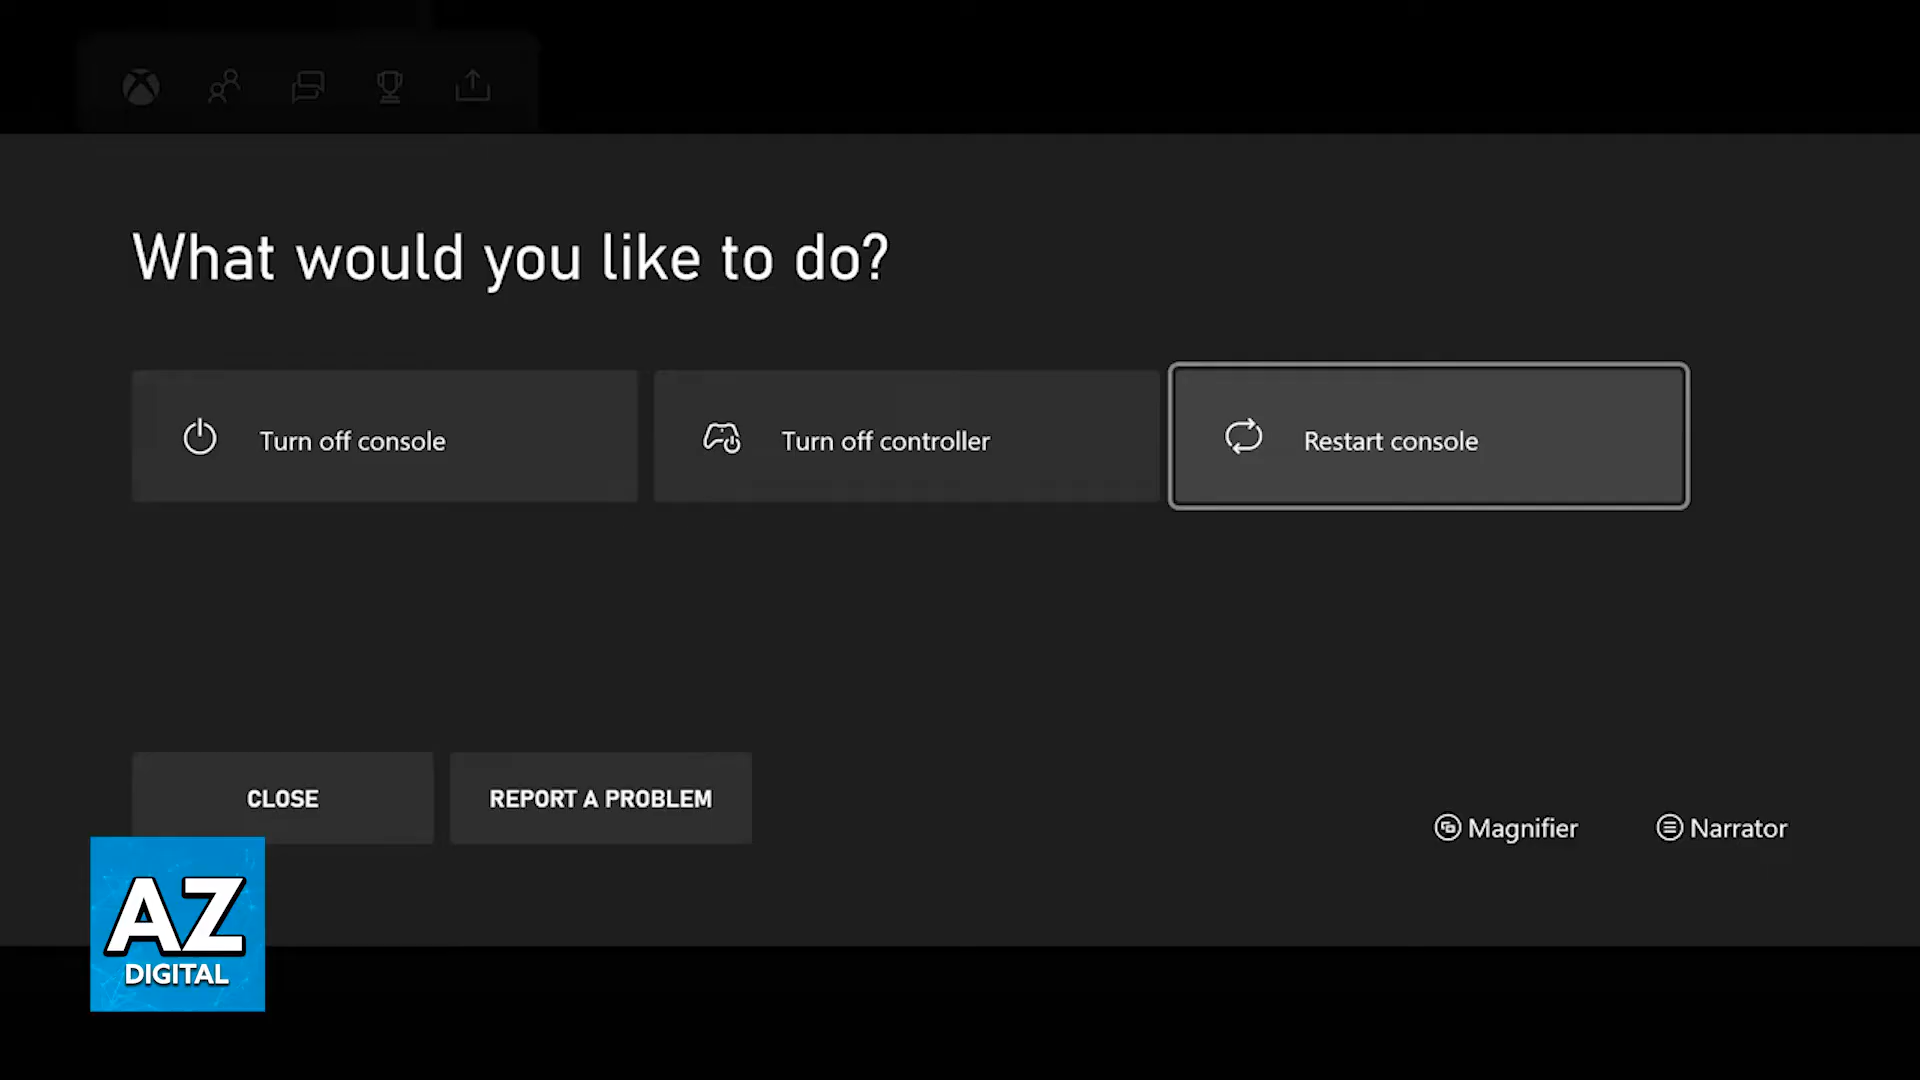 What would you like to do?
Turn off console
Turn off controller
Restart console
CLOSE
REPORT A PROBLEM
Magnifier
Narrator
AZ
DIGITAL